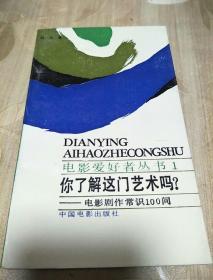 DIANYING
AIHAOZHECONGSHU
电影爱好者丛书1
你了解这门艺术吗?
——电影剧作常识100问
中国电影出版社